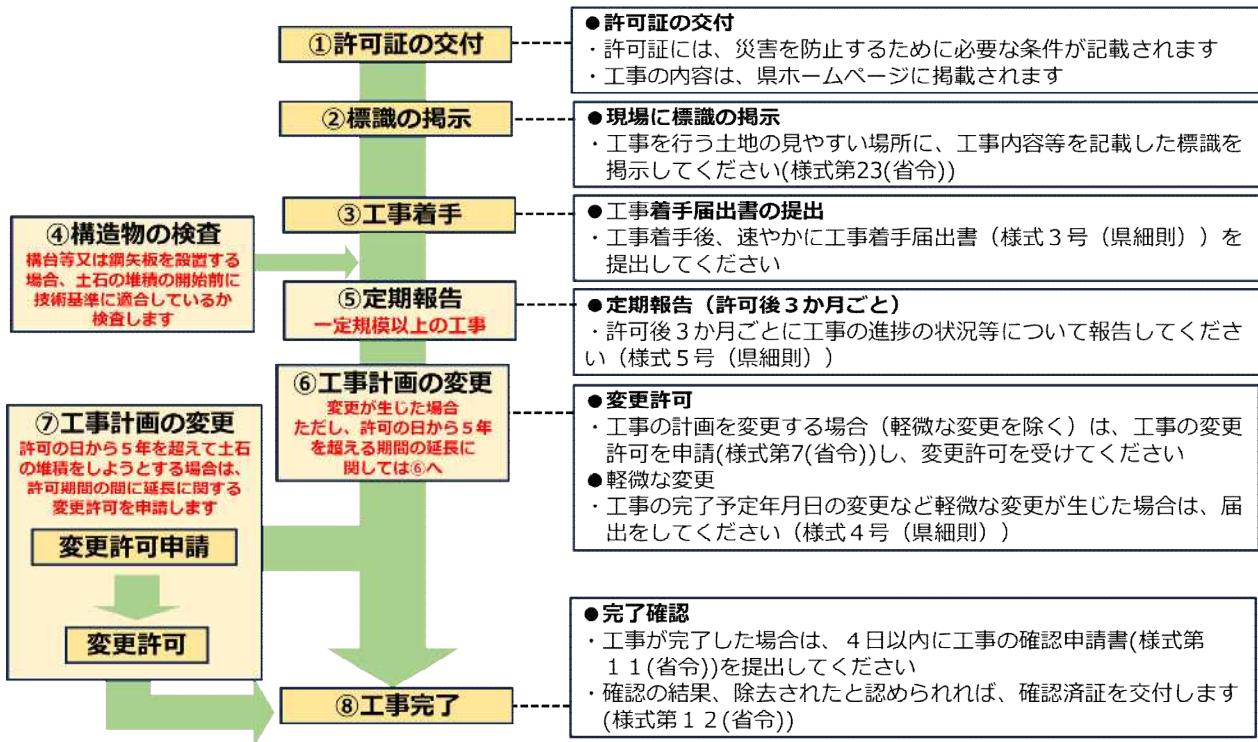 ①許可証の交付
●許可証の交付
・許可証には、災害を防止するために必要な条件が記載されます
・工事の内容は、県ホームページに掲載されます
②標識の掲示
●現場に標識の掲示
・工事を行う土地の見やすい場所に、工事内容等を記載した標識を
掲示してください(様式第23(省令))
③工事着手
●工事着手届出書の提出
・工事着手後、速やかに工事着手届出書（様式３号（県細則））を
提出してください
④構造物の検査
構台等又は鋼矢板を設置する
場合、土石の堆積の開始前に
技術基準に適合しているか
検査します
⑤定期報告
一定規模以上の工事
●定期報告（許可後３か月ごと）
・許可後３か月ごとに工事の進捗の状況等について報告してくださ
い（様式５号（県細則））
⑥工事計画の変更
変更が生じた場合
ただし、許可の日から５年
を超える期間の延長に
関しては⑥へ
●変更許可
・工事の計画を変更する場合（軽微な変更を除く）は、工事の変更
許可を申請(様式第7(省令))し、変更許可を受けてください
●軽微な変更
・工事の完了予定年月日の変更など軽微な変更が生じた場合は、届
出をしてください（様式４号（県細則））
⑦工事計画の変更
許可の日から５年を超えて土石
の堆積をしようとする場合は、
許可期間の間に延長に関する
変更許可を申請します
変更許可申請
変更許可
⑧工事完了
●完了確認
・工事が完了した場合は、４日以内に工事の確認申請書(様式第
１１(省令))を提出してください
・確認の結果、除去されたと認められれば、確認済証を交付します
(様式第１２(省令))